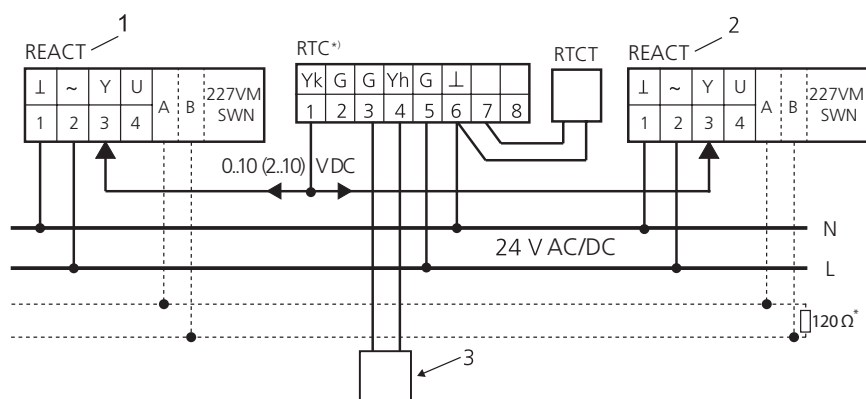 1
REACT
RTC*)
RTCT
2
REACT
⊥ ~ Y U A B 227VM SWN
1 2 3 4
Yk G G Yh G ⊥
1 2 3 4 5 6 7 8
⊥ ~ Y U A B 227VM SWN
1 2 3 4
0..10 (2..10) VDC
N
24 V AC/DC
L
120 Ω*
3